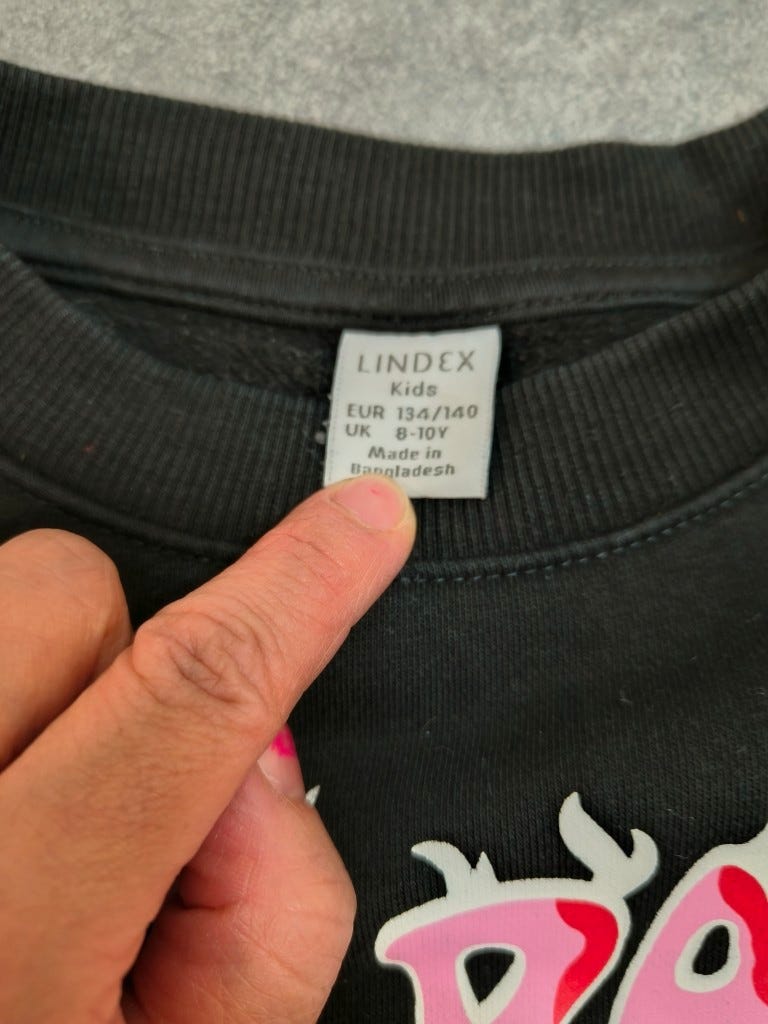 LINDEX
Kids
EUR 134/140
UK 8-10Y
Made in
Bangladesh